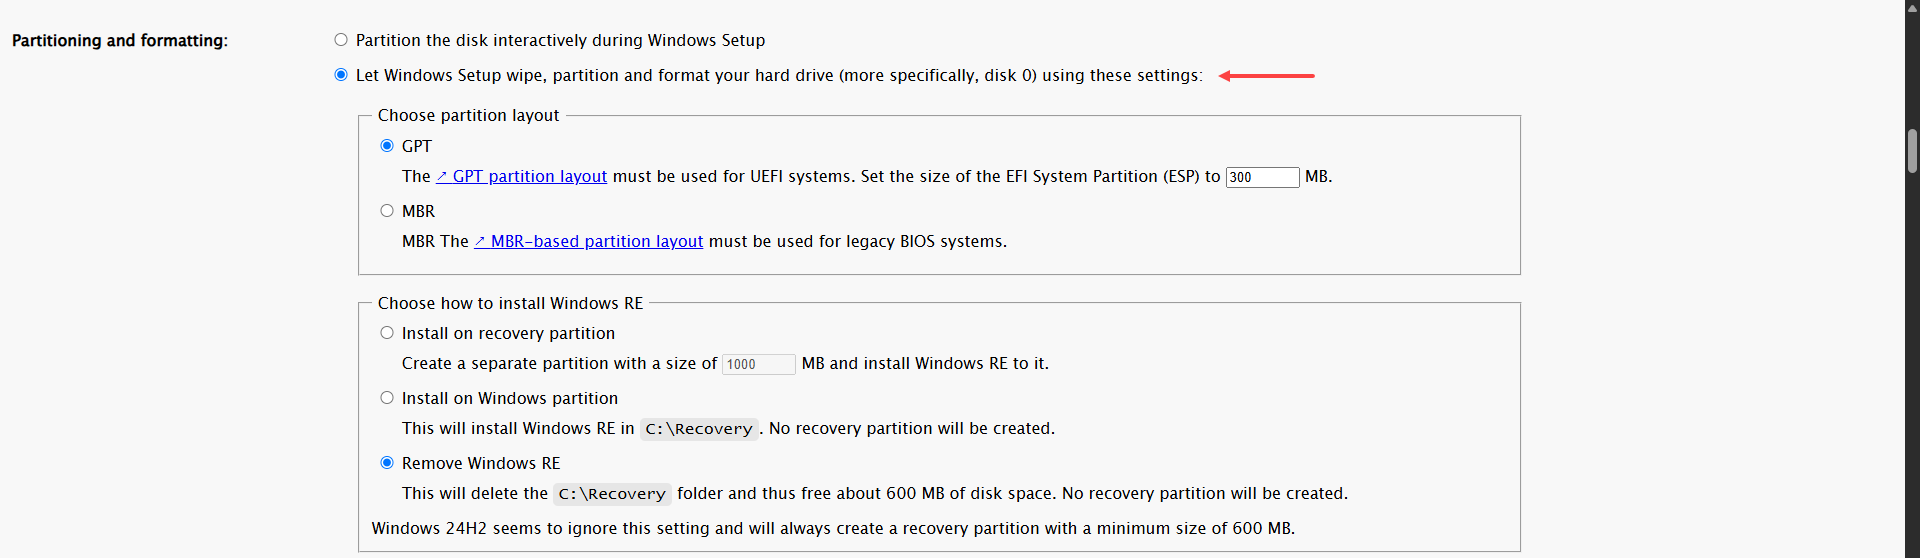 Partitioning and formatting:
Partition the disk interactively during Windows Setup
Let Windows Setup wipe, partition and format your hard drive (more specifically, disk 0) using these settings:
Choose partition layout
GPT
The ↗ GPT partition layout must be used for UEFI systems. Set the size of the EFI System Partition (ESP) to 300 MB.
MBR
MBR The ↗ MBR-based partition layout must be used for legacy BIOS systems.
Choose how to install Windows RE
Install on recovery partition
Create a separate partition with a size of 1000 MB and install Windows RE to it.
Install on Windows partition
This will install Windows RE in C:\Recovery. No recovery partition will be created.
Remove Windows RE
This will delete the C:\Recovery folder and thus free about 600 MB of disk space. No recovery partition will be created.
Windows 24H2 seems to ignore this setting and will always create a recovery partition with a minimum size of 600 MB.